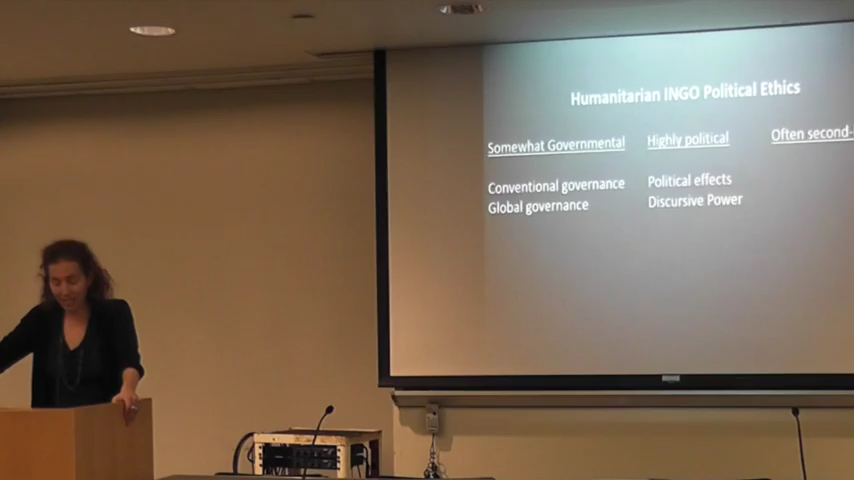 Humanitarian INGO Political Ethics
Somewhat Governmental Highly political Often second-
Conventional governance Political effects
Global governance Discursive Power